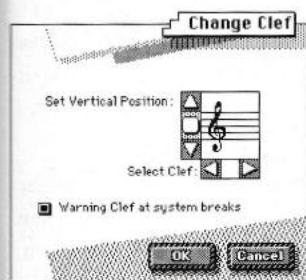 Change Clef
Set Vertical Position:
Select Clef:
Warning Clef at system breaks
OK Cancel